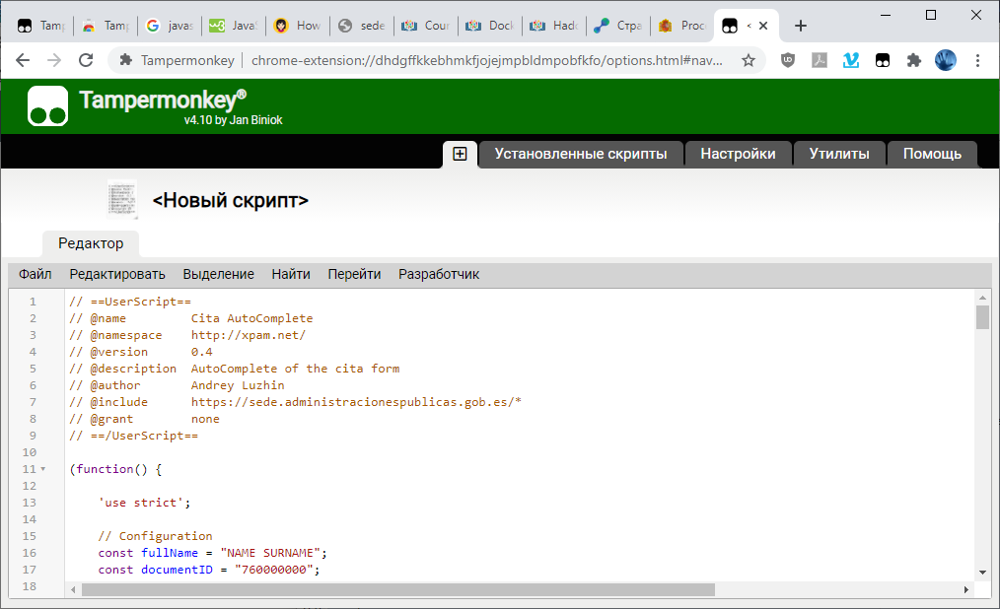 Tamp Tamp javas JavaS How sede Cour Dock Hado Стра Proc <
Tampermonkey chrome-extension://dhdgffkkebhmkfjojejmpbldmpobfkfo/options.html#nav...
Tampermonkey®
v4.10 by Jan Biniok
Установленные скрипты Настройки Утилиты Помощь
<Новый скрипт>
Редактор
Файл Редактировать Выделение Найти Перейти Разработчик
1 // ==UserScript==
2 // @name Cita AutoComplete
3 // @namespace http://xpam.net/
4 // @version 0.4
5 // @description AutoComplete of the cita form
6 // @author Andrey Luzhin
7 // @include https://sede.administracionespublicas.gob.es/*
8 // @grant none
9 // ==/UserScript==
10
11 (function() {
12
13 'use strict';
14
15 // Configuration
16 const fullName = "NAME SURNAME";
17 const documentID = "760000000";
18